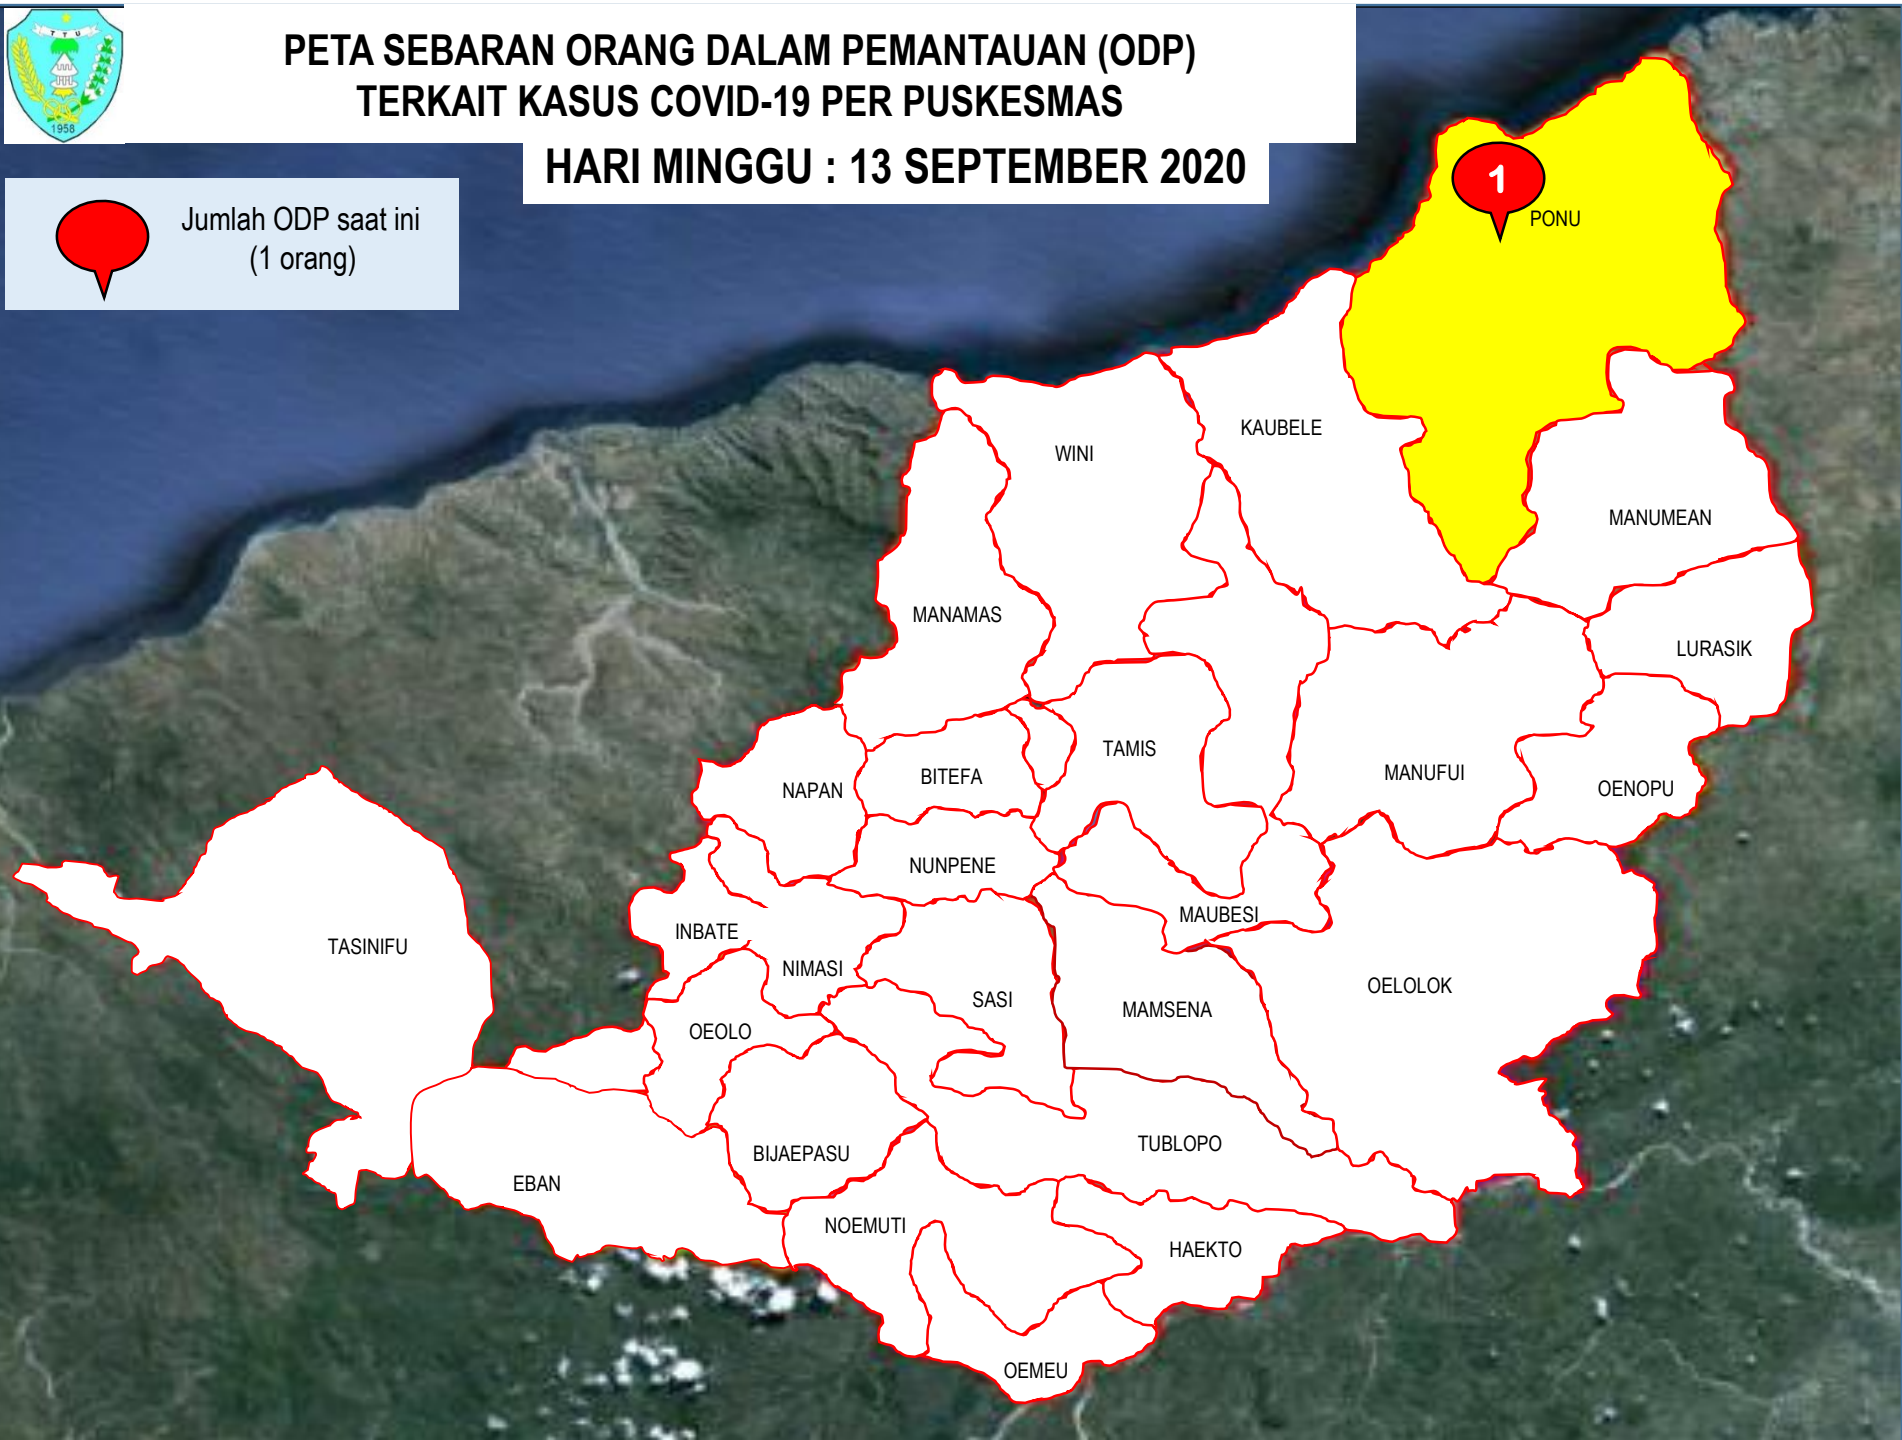 T T U
1958
PETA SEBARAN ORANG DALAM PEMANTAUAN (ODP)
TERKAIT KASUS COVID-19 PER PUSKESMAS
HARI MINGGU : 13 SEPTEMBER 2020
Jumlah ODP saat ini
(1 orang)
1
PONU
KAUBELE
WINI
MANUMEAN
MANAMAS
LURASIK
TAMIS
MANUFUI
BITEFA
NAPAN
OENOPU
NUNPENE
MAUBESI
INBATE
TASINIFU
NIMASI
OELOLOK
SASI
MAMSENA
OEOLO
TUBLOPO
BIJAEPASU
EBAN
NOEMUTI
HAEKTO
OEMEU